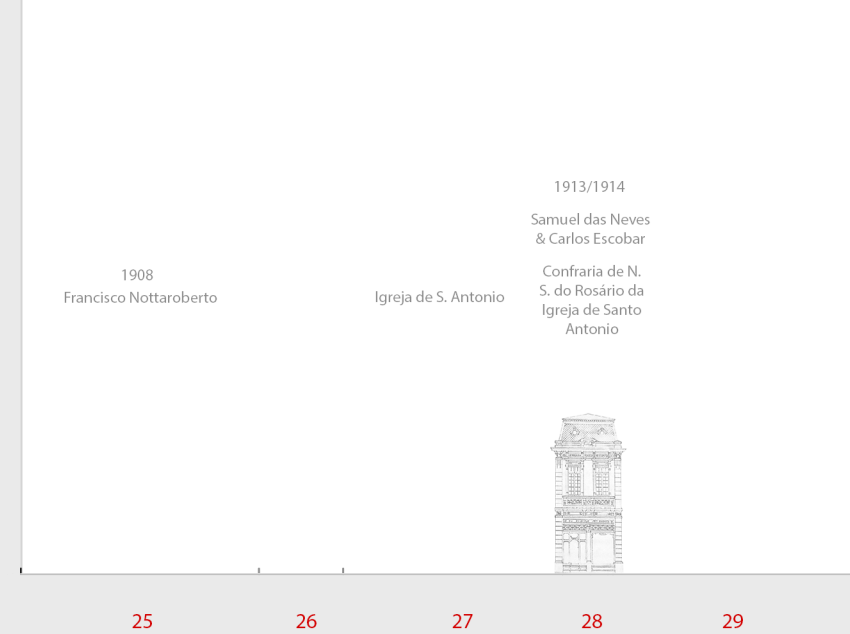 1908
Francisco Nottaroberto
Igreja de S. Antonio
1913/1914
Samuel das Neves
& Carlos Escobar
Confraria de N.
S. do Rosário da
Igreja de Santo
Antonio
25
26
27
28
29